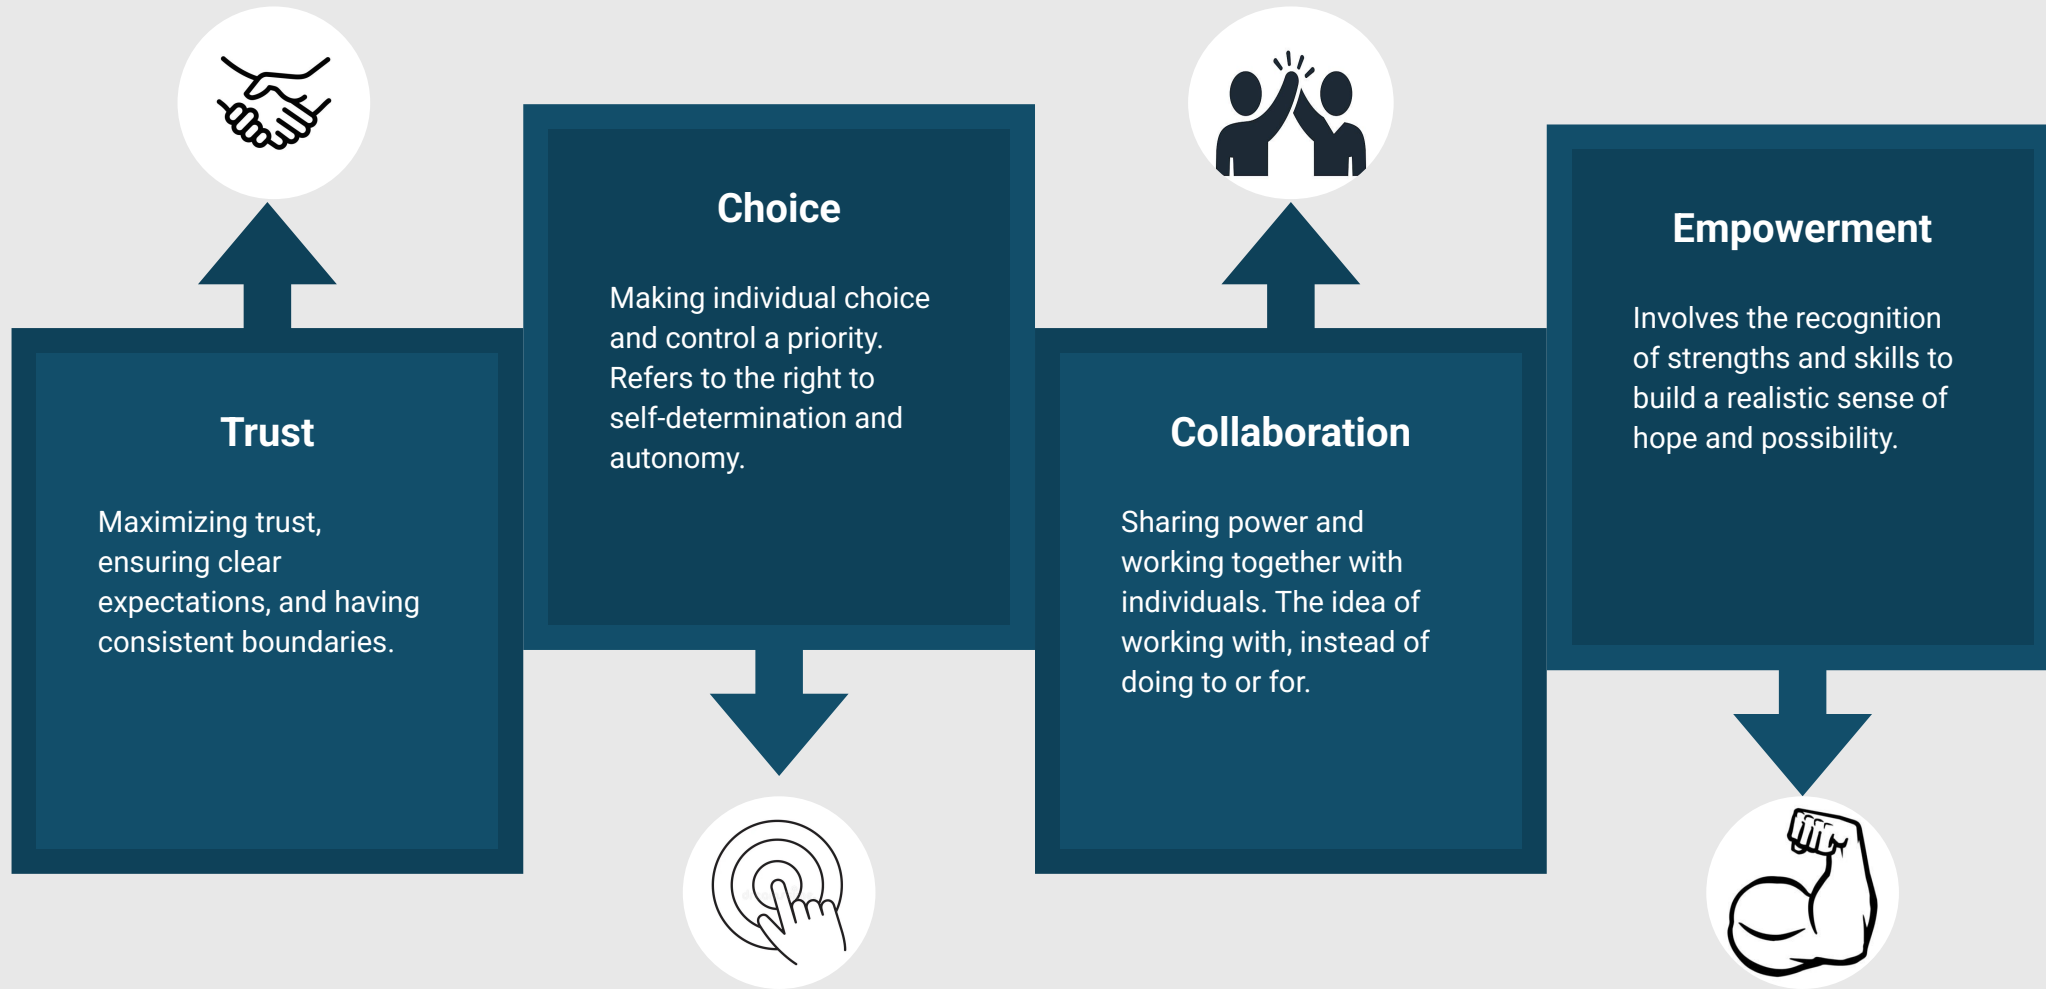 Trust
Maximizing trust,
ensuring clear
expectations, and having
consistent boundaries.
Choice
Making individual choice
and control a priority.
Refers to the right to
self-determination and
autonomy.
Collaboration
Sharing power and
working together with
individuals. The idea of
working with, instead of
doing to or for.
Empowerment
Involves the recognition
of strengths and skills to
build a realistic sense of
hope and possibility.